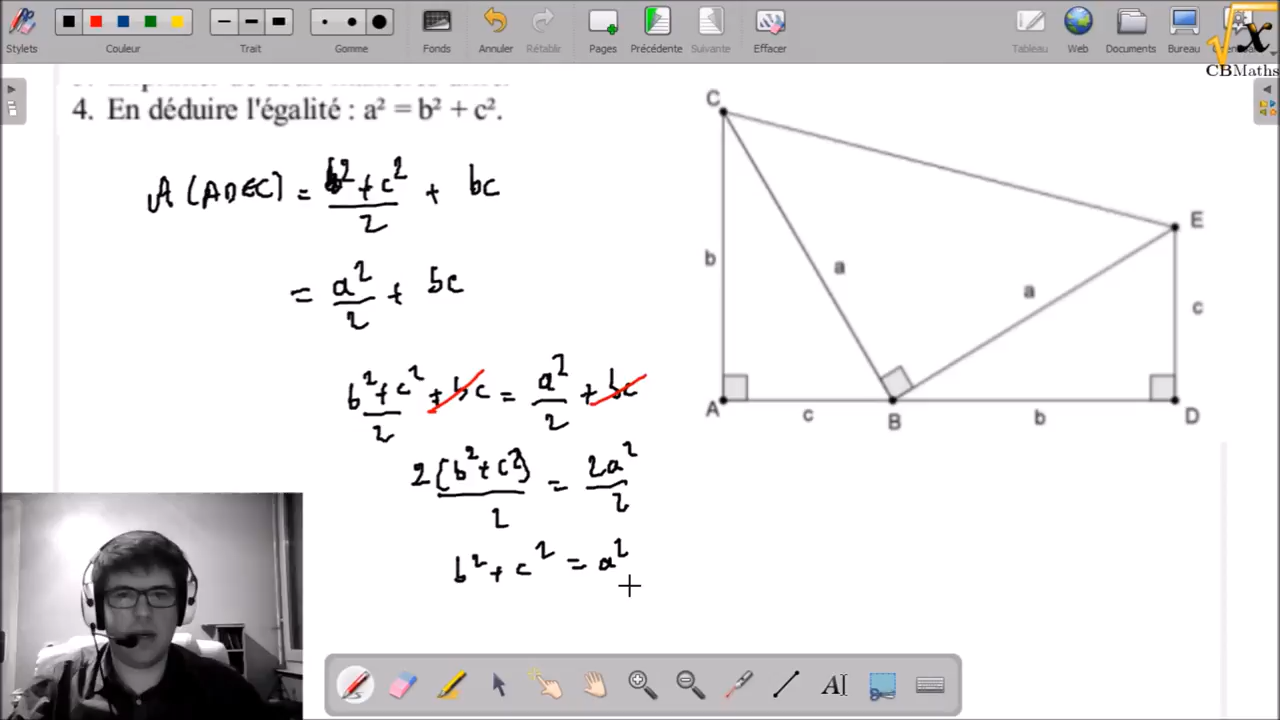 Stylets
Couleur
Trait
Gomme
Fonds
Annuler
Rétablir
Pages
Précédente
Suivante
Effacer
Tableau
Web
Documents
Bureau
√x
CBMaths
4. En déduire l'égalité : a² = b² + c².
A(ADEC) = (b² + c²)/2 + bc
= a²/2 + bc
(b² + c²)/2 + bc = a²/2 + bc
2(b² + c²)/2 = 2a²/2
b² + c² = a²
C
E
b
a
a
c
A
c
B
b
D
AI